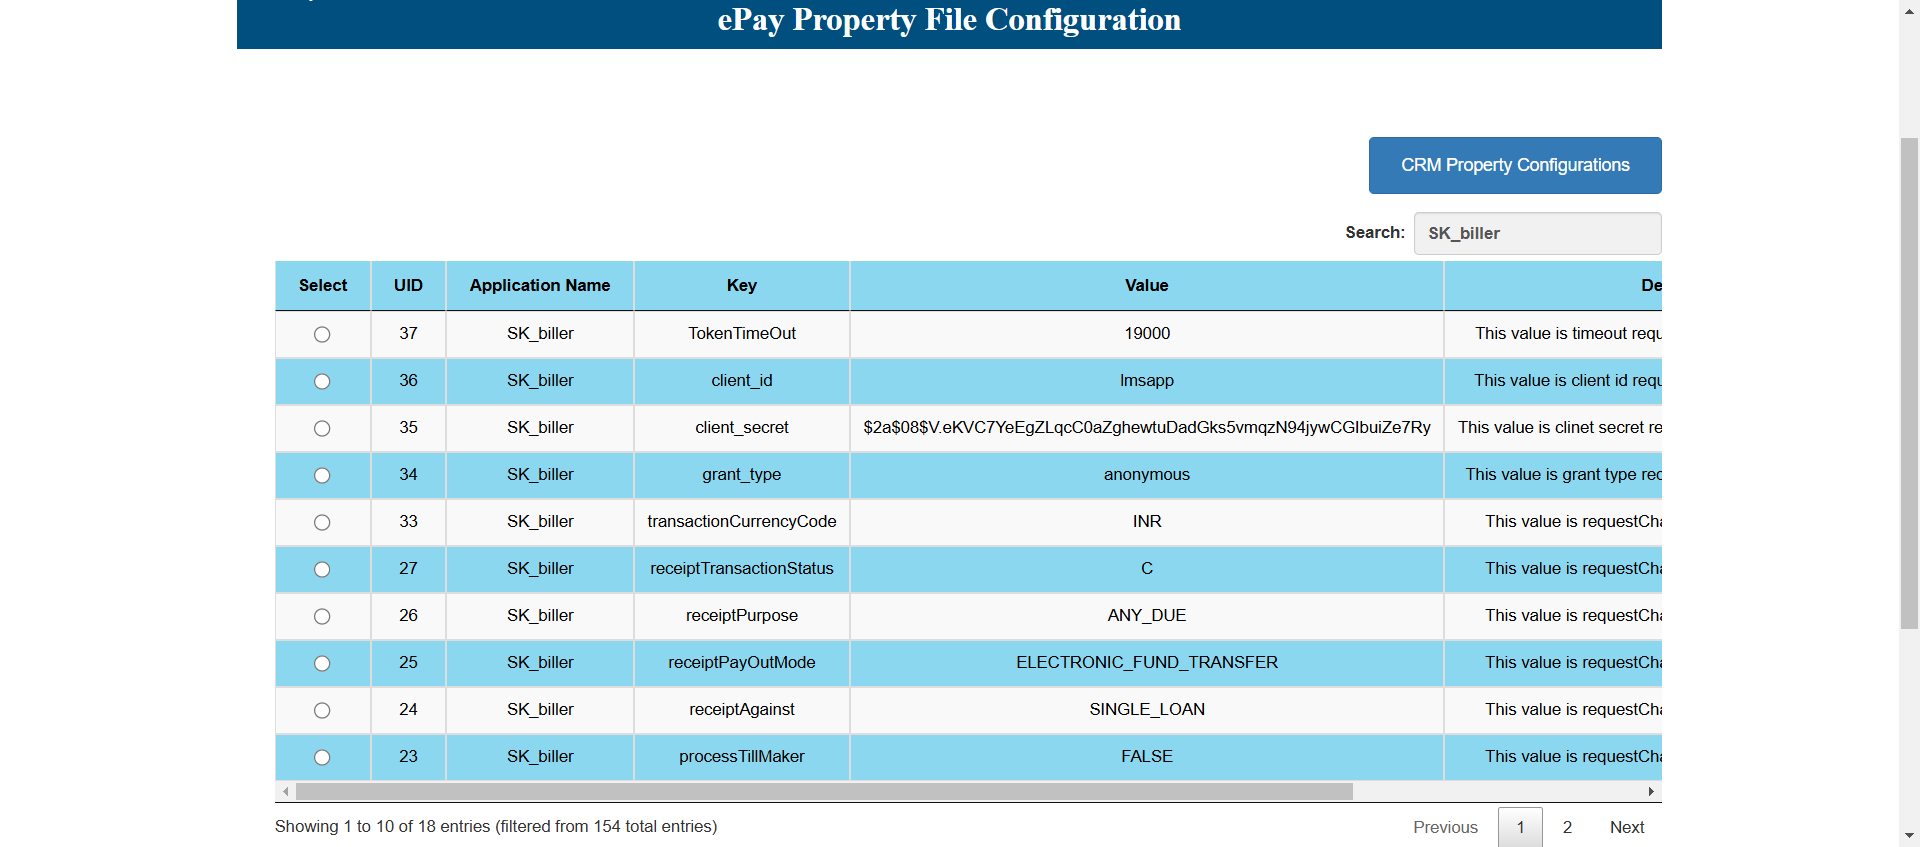 ePay Property File Configuration
CRM Property Configurations
Search: SK_biller
Select UID Application Name Key Value De
37 SK_biller TokenTimeOut 19000 This value is timeout requ
36 SK_biller client_id lmsapp This value is client id requ
35 SK_biller client_secret $2a$08$V.eKVC7YeEgZLqcC0aZghewtuDadGks5vmqzN94jywCGIbuiZe7Ry This value is clinet secret re
34 SK_biller grant_type anonymous This value is grant type rec
33 SK_biller transactionCurrencyCode INR This value is requestCha
27 SK_biller receiptTransactionStatus C This value is requestCha
26 SK_biller receiptPurpose ANY_DUE This value is requestCha
25 SK_biller receiptPayOutMode ELECTRONIC_FUND_TRANSFER This value is requestCha
24 SK_biller receiptAgainst SINGLE_LOAN This value is requestCha
23 SK_biller processTillMaker FALSE This value is requestCha
Showing 1 to 10 of 18 entries (filtered from 154 total entries)
Previous 1 2 Next